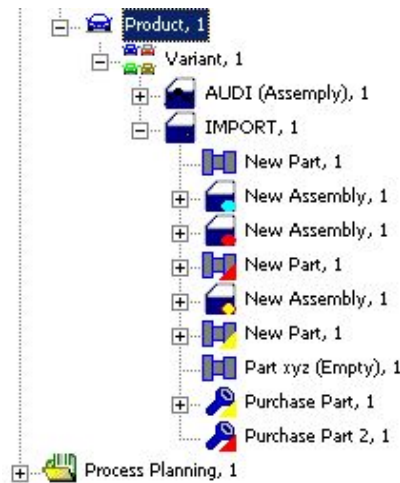 Product, 1
Variant, 1
AUDI (Assemply), 1
IMPORT, 1
New Part, 1
New Assembly, 1
New Assembly, 1
New Part, 1
New Assembly, 1
New Part, 1
Part xyz (Empty), 1
Purchase Part, 1
Purchase Part 2, 1
Process Planning, 1